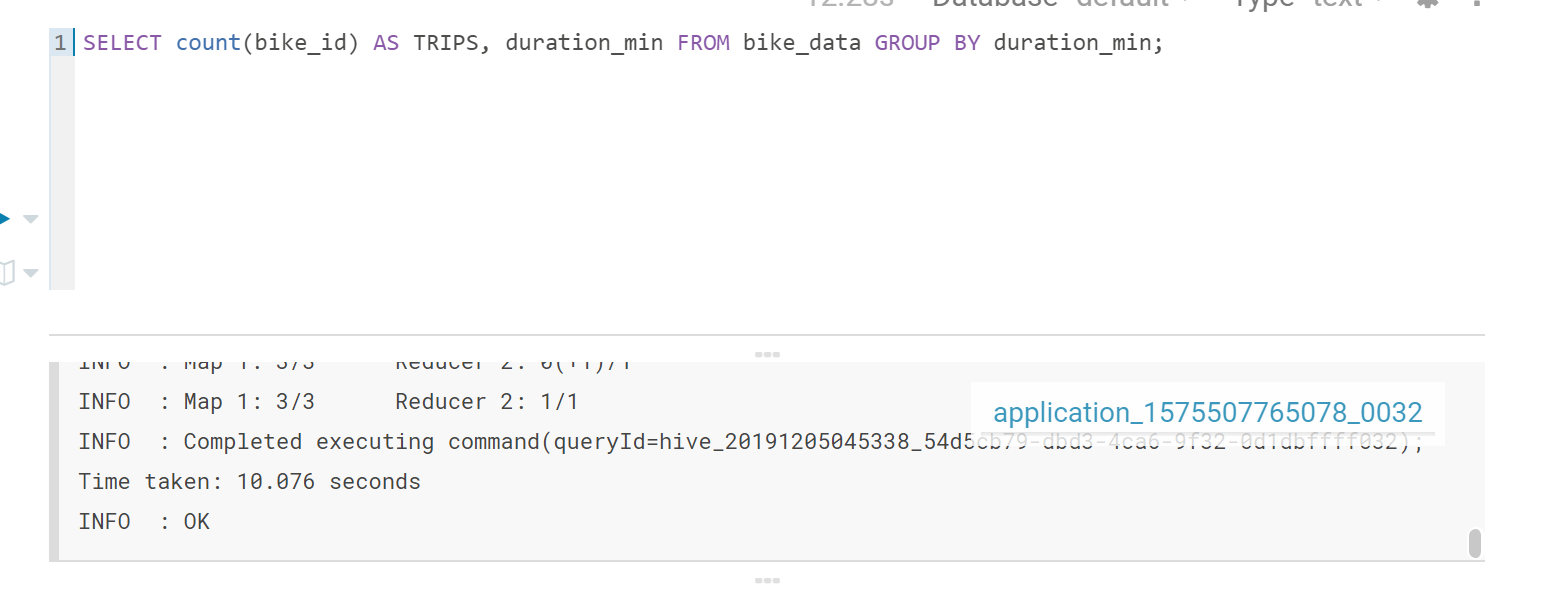 12.28s Database default Type text
1 SELECT count(bike_id) AS TRIPS, duration_min FROM bike_data GROUP BY duration_min;
INFO : Map 1: 3/3 Reducer 2: 0(+1)/1
INFO : Map 1: 3/3 Reducer 2: 1/1
application_1575507765078_0032
INFO : Completed executing command(queryId=hive_20191205045338_54d5cb79-dbd3-4ca6-9f32-0d1dbffff032);
Time taken: 10.076 seconds
INFO : OK